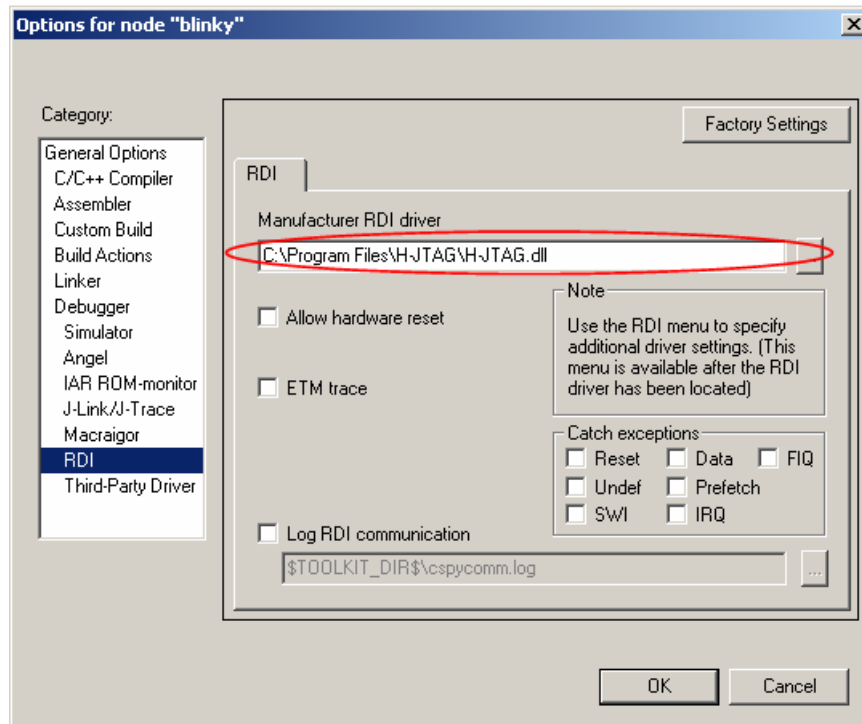 Options for node "blinky"
Category:
General Options
C/C++ Compiler
Assembler
Custom Build
Build Actions
Linker
Debugger
Simulator
Angel
IAR ROM-monitor
J-Link/J-Trace
Macraigor
RDI
Third-Party Driver
Factory Settings
RDI
Manufacturer RDI driver
C:\Program Files\H-JTAG\H-JTAG.dll
...
Allow hardware reset
ETM trace
Note
Use the RDI menu to specify
additional driver settings. (This
menu is available after the RDI
driver has been located)
Catch exceptions
Reset Data FIQ
Undef Prefetch
SWI IRQ
Log RDI communication
$TOOLKIT_DIR$\cspycomm.log
...
OK Cancel